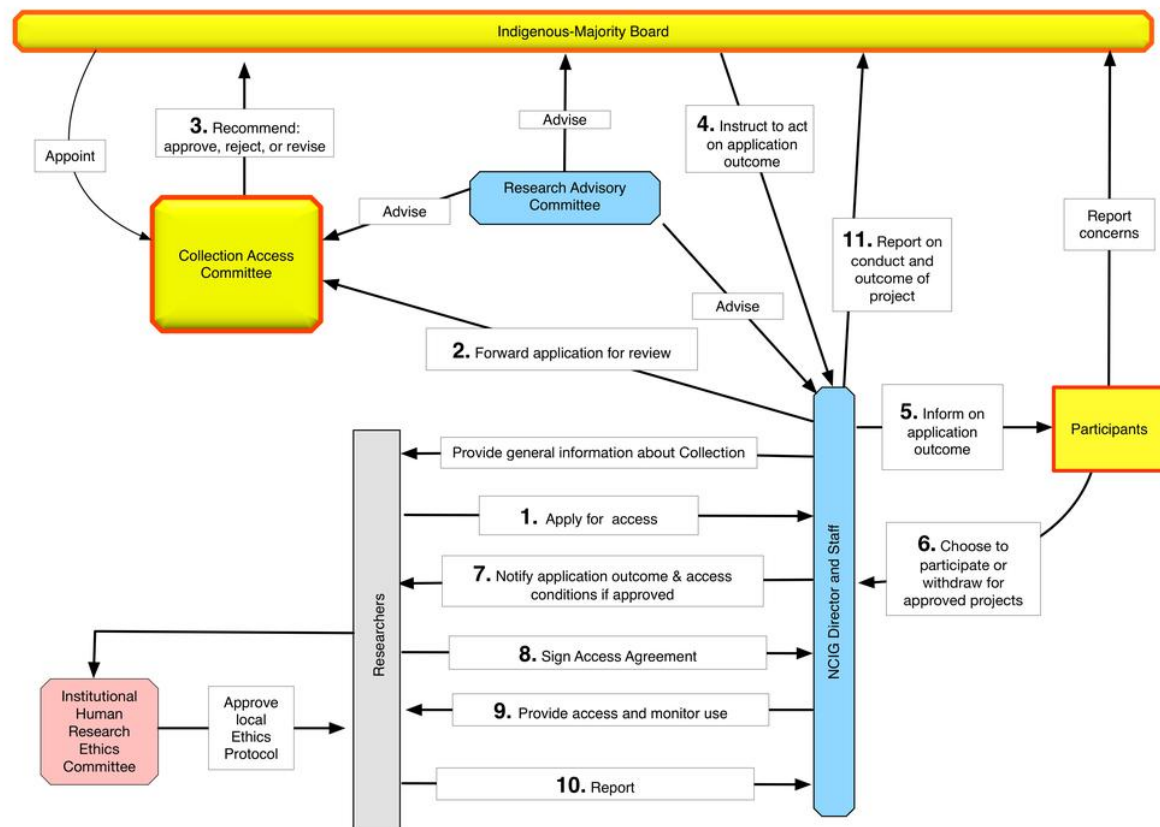 Indigenous-Majority Board
Appoint
3. Recommend:
approve, reject, or revise
Advise
4. Instruct to act
on application
outcome
Research Advisory
Committee
Advise
Collection Access
Committee
11. Report on
conduct and
outcome of
project
Report
concerns
Advise
2. Forward application for review
5. Inform on
application
outcome
Participants
Provide general information about Collection
1. Apply for access
6. Choose to
participate or
withdraw for
approved projects
7. Notify application outcome & access
conditions if approved
Researchers
NCIG Director and Staff
8. Sign Access Agreement
Institutional
Human
Research
Ethics
Committee
Approve
local
Ethics
Protocol
9. Provide access and monitor use
10. Report